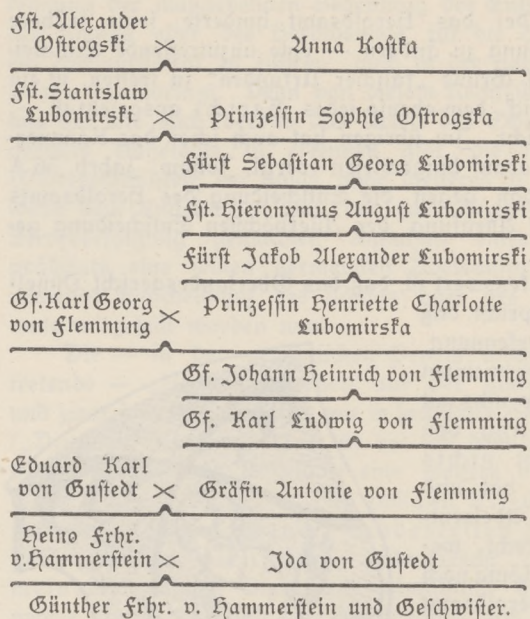 Fst. Alexander
Ostrogski × Anna Kostka
Fst. Stanislaw
Lubomirski × Prinzessin Sophie Ostrogska
Fürst Sebastian Georg Lubomirski
Fst. Hieronymus August Lubomirski
Fürst Jakob Alexander Lubomirski
Gf. Karl Georg
von Flemming × Prinzessin Henriette Charlotte
Lubomirska
Gf. Johann Heinrich von Flemming
Gf. Karl Ludwig von Flemming
Eduard Karl
von Gustedt × Gräfin Antonie von Flemming
Heino Frhr.
v. Hammerstein × Ida von Gustedt
Günther Frhr. v. Hammerstein und Geschwister.